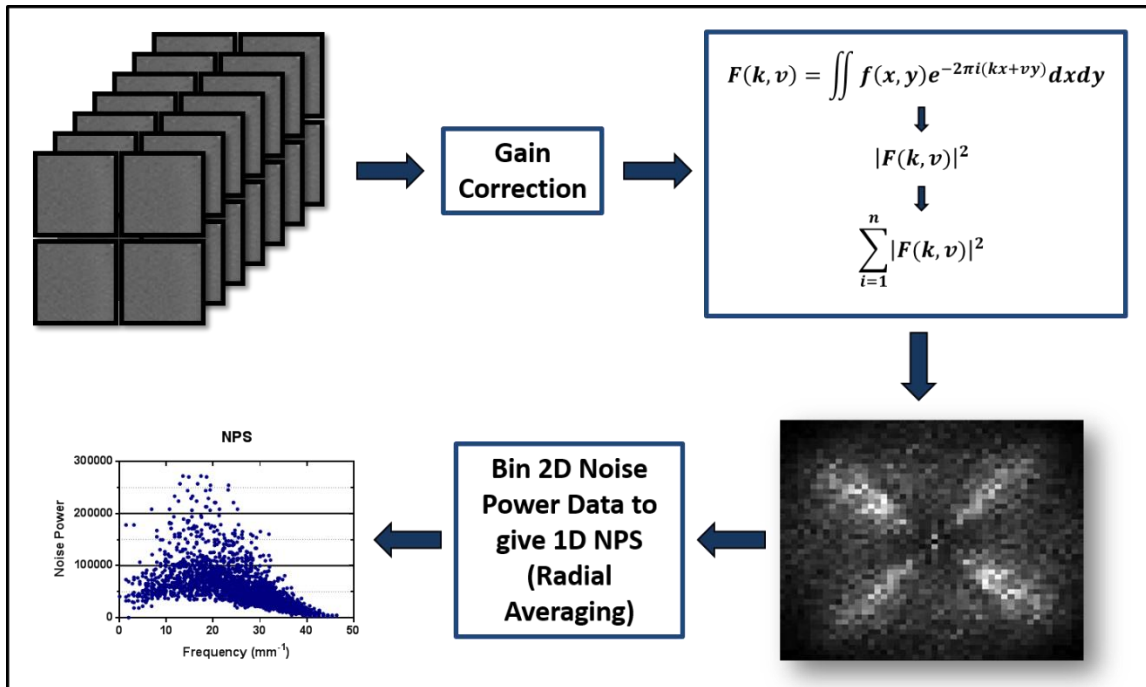 Gain
Correction
F(k, v) = ∬ f(x, y)e^{-2πi(kx+vy)}dxdy
|F(k, v)|²
n
∑|F(k, v)|²
i=1
NPS
300000
200000
100000
0
Noise Power
0 10 20 30 40 50
Frequency (mm⁻¹)
Bin 2D Noise
Power Data to
give 1D NPS
(Radial
Averaging)